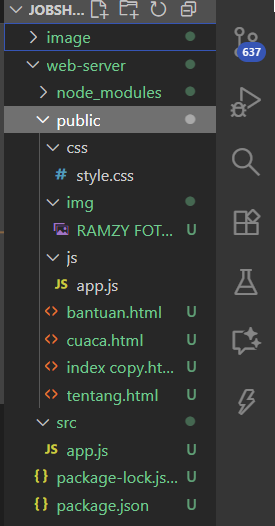 JOBSH...
image
web-server
node_modules
public
css
# style.css
img
RAMZY FOT... U
js
JS app.js
<> bantuan.html U
<> cuaca.html U
<> index copy.ht... U
<> tentang.html U
src
JS app.js U
{} package-lock.js... U
{} package.json U
637